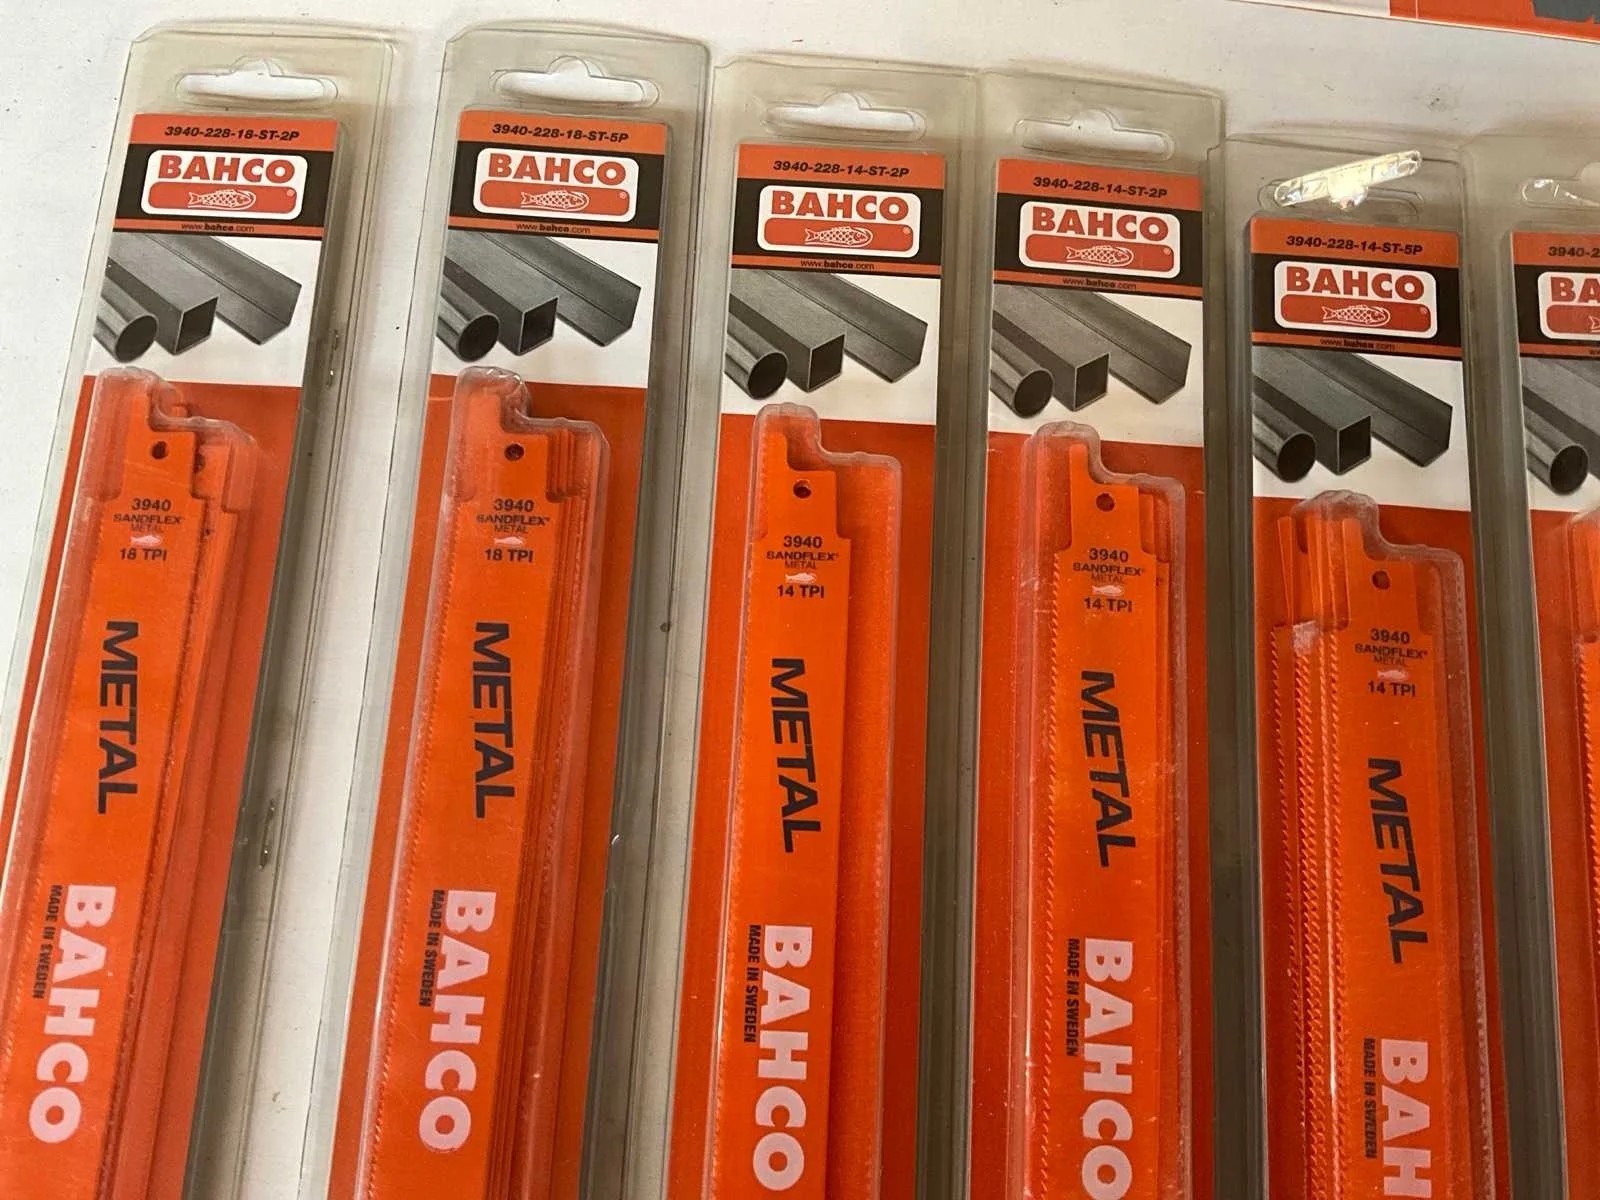 3940-228-18-ST-2P
BAHCO
®
www.bahco.com
3940
SANDFLEX®
METAL
18 TPI
METAL
BAHCO
MADE IN SWEDEN
3940-228-18-ST-5P
BAHCO
®
www.bahco.com
3940
SANDFLEX®
METAL
18 TPI
METAL
BAHCO
MADE IN SWEDEN
3940-228-14-ST-2P
BAHCO
®
www.bahco.com
3940
SANDFLEX®
METAL
14 TPI
METAL
BAHCO
MADE IN SWEDEN
3940-228-14-ST-2P
BAHCO
®
www.bahco.com
3940
SANDFLEX®
METAL
14 TPI
METAL
BAHCO
MADE IN SWEDEN
3940-228-14-ST-5P
BAHCO
®
www.bahco.com
3940
SANDFLEX®
METAL
14 TPI
METAL
BAH
MADE IN SWEDEN
3940-2
BA